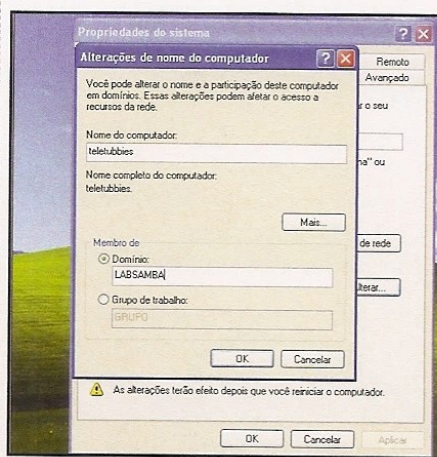 Propriedades do sistema
Alterações de nome do computador
Remoto
Avançado
Você pode alterar o nome e a participação deste computador
em domínios. Essas alterações podem afetar o acesso a
recursos da rede.
o seu
Nome do computador:
teletubbies
ou
Nome completo do computador:
teletubbies.
Mais...
Membro de
de rede
Domínio:
LABSAMBA
lterar...
Grupo de trabalho:
GRUPO
OK Cancelar
As alterações terão efeito depois que você reiniciar o computador.
OK Cancelar Aplicar